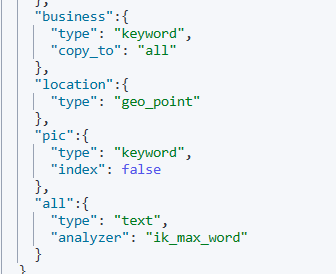 },
"business":{
"type": "keyword",
"copy_to": "all"
},
"location":{
"type": "geo_point"
},
"pic":{
"type": "keyword",
"index": false
},
"all":{
"type": "text",
"analyzer": "ik_max_word"
}
}